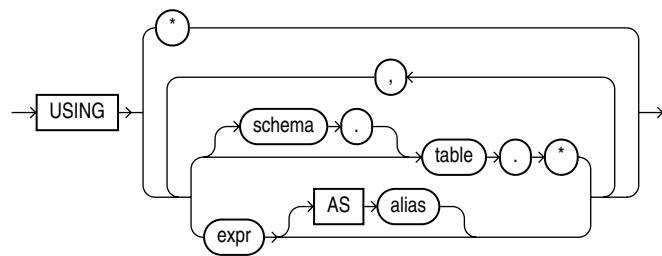 *
,
schema .
USING table . *
AS alias
expr